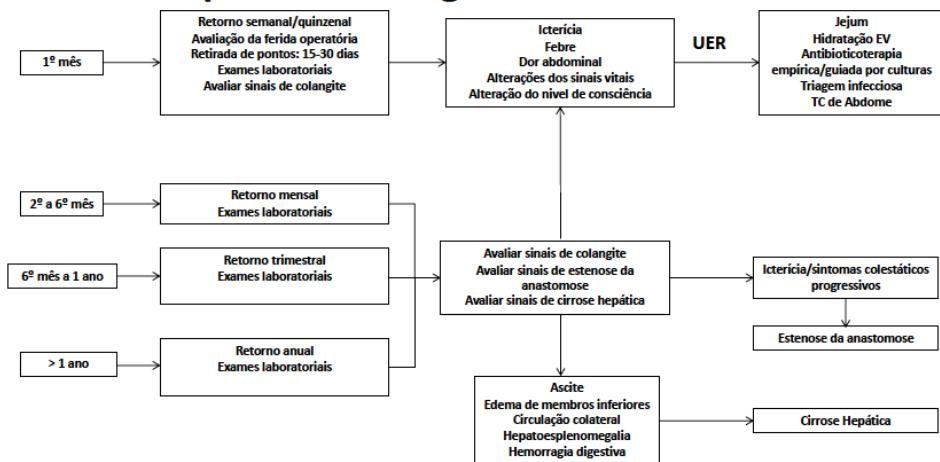 1º mês
Retorno semanal/quinzenal
Avaliação da ferida operatória
Retirada de pontos: 15-30 dias
Exames laboratoriais
Avaliar sinais de colangite
Icterícia
Febre
Dor abdominal
Alterações dos sinais vitais
Alteração do nivel de consciência
UER
Jejum
Hidratação EV
Antibioticoterapia
empírica/guiada por culturas
Triagem infecciosa
TC de Abdome
2º a 6º mês
Retorno mensal
Exames laboratoriais
6º mês a 1 ano
Retorno trimestral
Exames laboratoriais
> 1 ano
Retorno anual
Exames laboratoriais
Avaliar sinais de colangite
Avaliar sinais de estenose da
anastomose
Avaliar sinais de cirrose hepática
Icterícia/sintomas colestáticos
progressivos
Estenose da anastomose
Ascite
Edema de membros inferiores
Circulação colateral
Hepatoesplenomegalia
Hemorragia digestiva
Cirrose Hepática